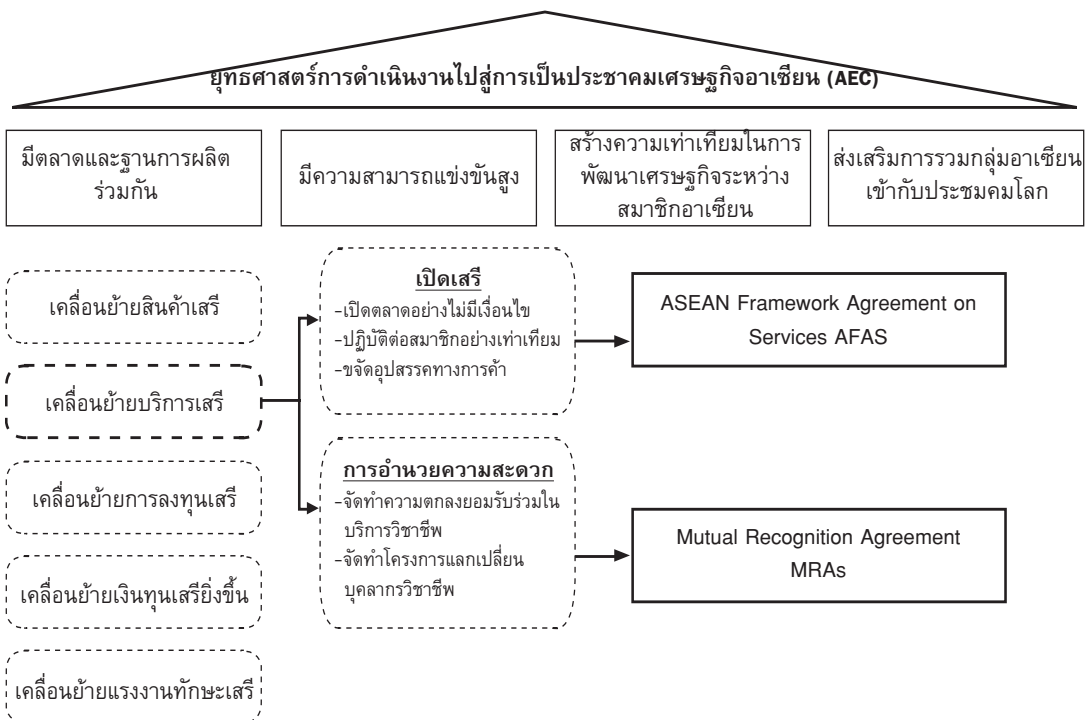 ยุทธศาสตร์การดำเนินงานไปสู่การเป็นประชาคมเศรษฐกิจอาเซียน (AEC)
มีตลาดและฐานการผลิต
ร่วมกัน
มีความสามารถแข่งขันสูง
สร้างความเท่าเทียมในการ
พัฒนาเศรษฐกิจระหว่าง
สมาชิกอาเซียน
ส่งเสริมการรวมกลุ่มอาเซียน
เข้ากับประชมคมโลก
เคลื่อนย้ายสินค้าเสรี
เคลื่อนย้ายบริการเสรี
เคลื่อนย้ายการลงทุนเสรี
เคลื่อนย้ายเงินทุนเสรียิ่งขึ้น
เคลื่อนย้ายแรงงานทักษะเสรี
เปิดเสรี
-เปิดตลาดอย่างไม่มีเงื่อนไข
-ปฏิบัติต่อสมาชิกอย่างเท่าเทียม
-ขจัดอุปสรรคทางการค้า
การอำนวยความสะดวก
-จัดทำความตกลงยอมรับร่วมใน
บริการวิชาชีพ
-จัดทำโครงการแลกเปลี่ยน
บุคลากรวิชาชีพ
ASEAN Framework Agreement on
Services AFAS
Mutual Recognition Agreement
MRAs